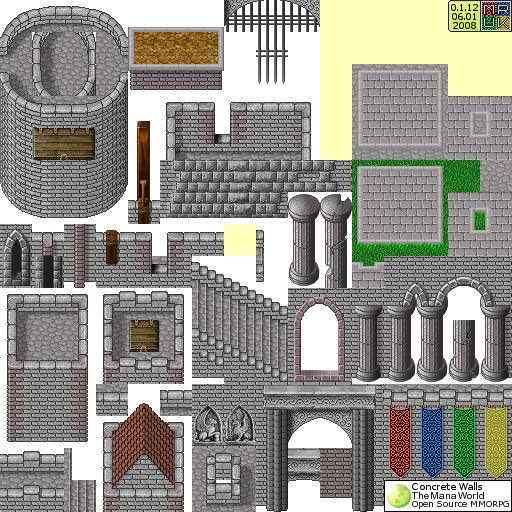 0.1.12
06.01
2008
Concrete Walls
The Mana World
Open Source MMORPG